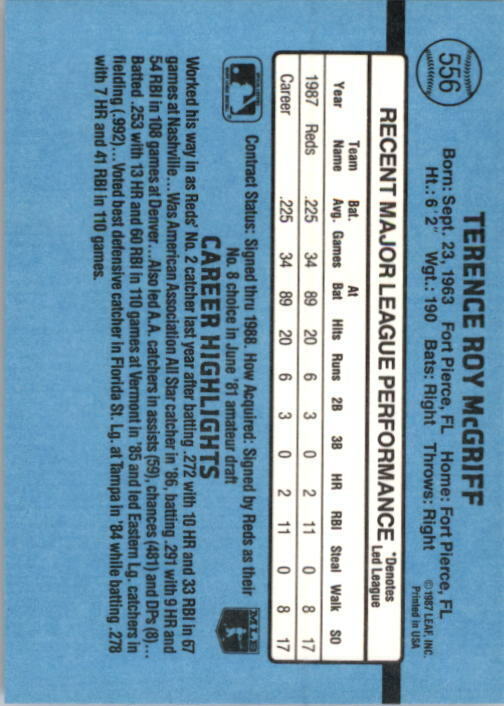 556
TERENCE ROY McGRIFF
Born: Sept. 23, 1963 Fort Pierce, FL Home: Fort Pierce, FL
Ht.: 6' 2" Wgt.: 190 Bats: Right Throws: Right
© 1987 LEAF, INC.
Printed in USA
RECENT MAJOR LEAGUE PERFORMANCE
*Denotes
Led League
Year Team Name Bat. Avg. Games At Bat Hits Runs 2B 3B HR RBI Steal Walk SO
1987 Reds .225 34 89 20 6 3 0 2 11 0 8 17
Career .225 34 89 20 6 3 0 2 11 0 8 17
Contract Status: Signed thru 1988. How Acquired: Signed by Reds as their
No. 8 choice in June '81 amateur draft
MLB
CAREER HIGHLIGHTS
Worked his way in as Reds' No. 2 catcher last year after batting .272 with 10 HR and 33 RBI in 67
games at Nashville...Was American Association All Star catcher in '86, batting .291 with 9 HR and
54 RBI in 108 games at Denver...Also led A.A. catchers in assists (59), chances (481) and DPs (8)...
Batted .253 with 13 HR and 60 RBI in 110 games at Vermont in '85 and led Eastern Lg. catchers in
fielding (.992)...Voted best defensive catcher in Florida St. Lg. at Tampa in '84 while batting .278
with 7 HR and 41 RBI in 110 games.